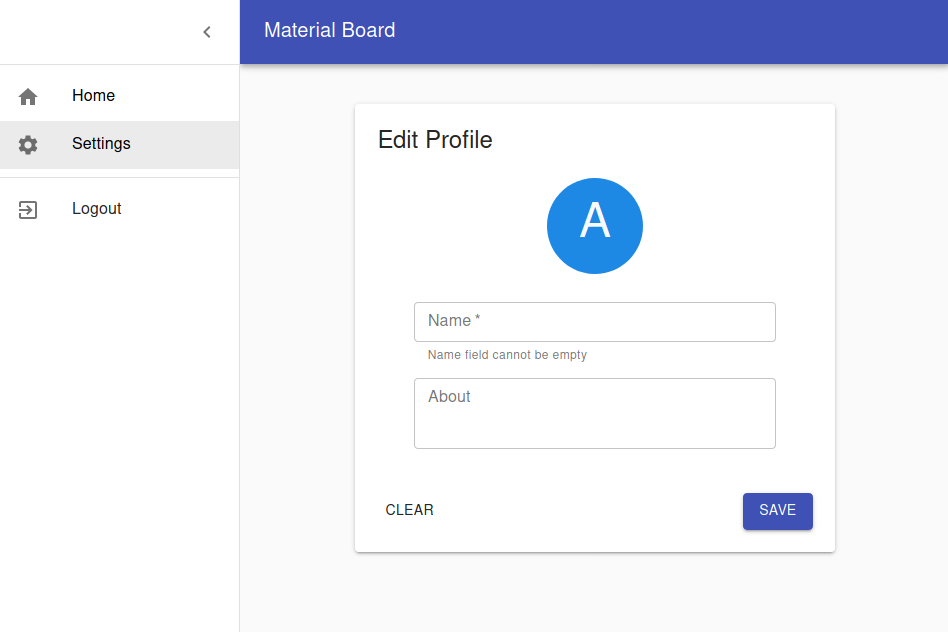 Material Board
Home
Settings
Logout
Edit Profile
A
Name *
Name field cannot be empty
About
CLEAR
SAVE